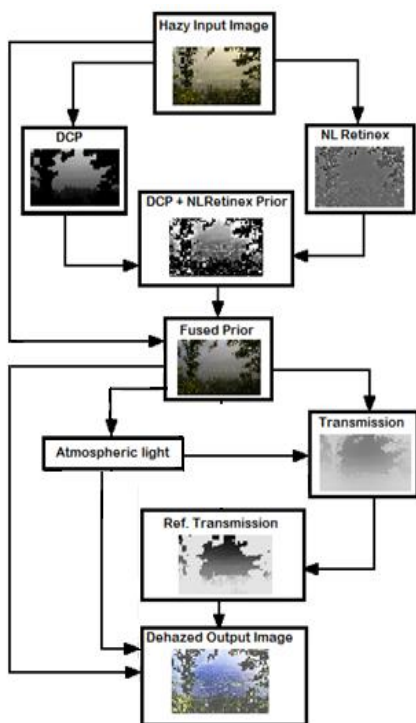 Hazy Input Image
DCP
NL Retinex
DCP + NLRetinex Prior
Fused Prior
Transmission
Atmospheric light
Ref. Transmission
Dehazed Output Image